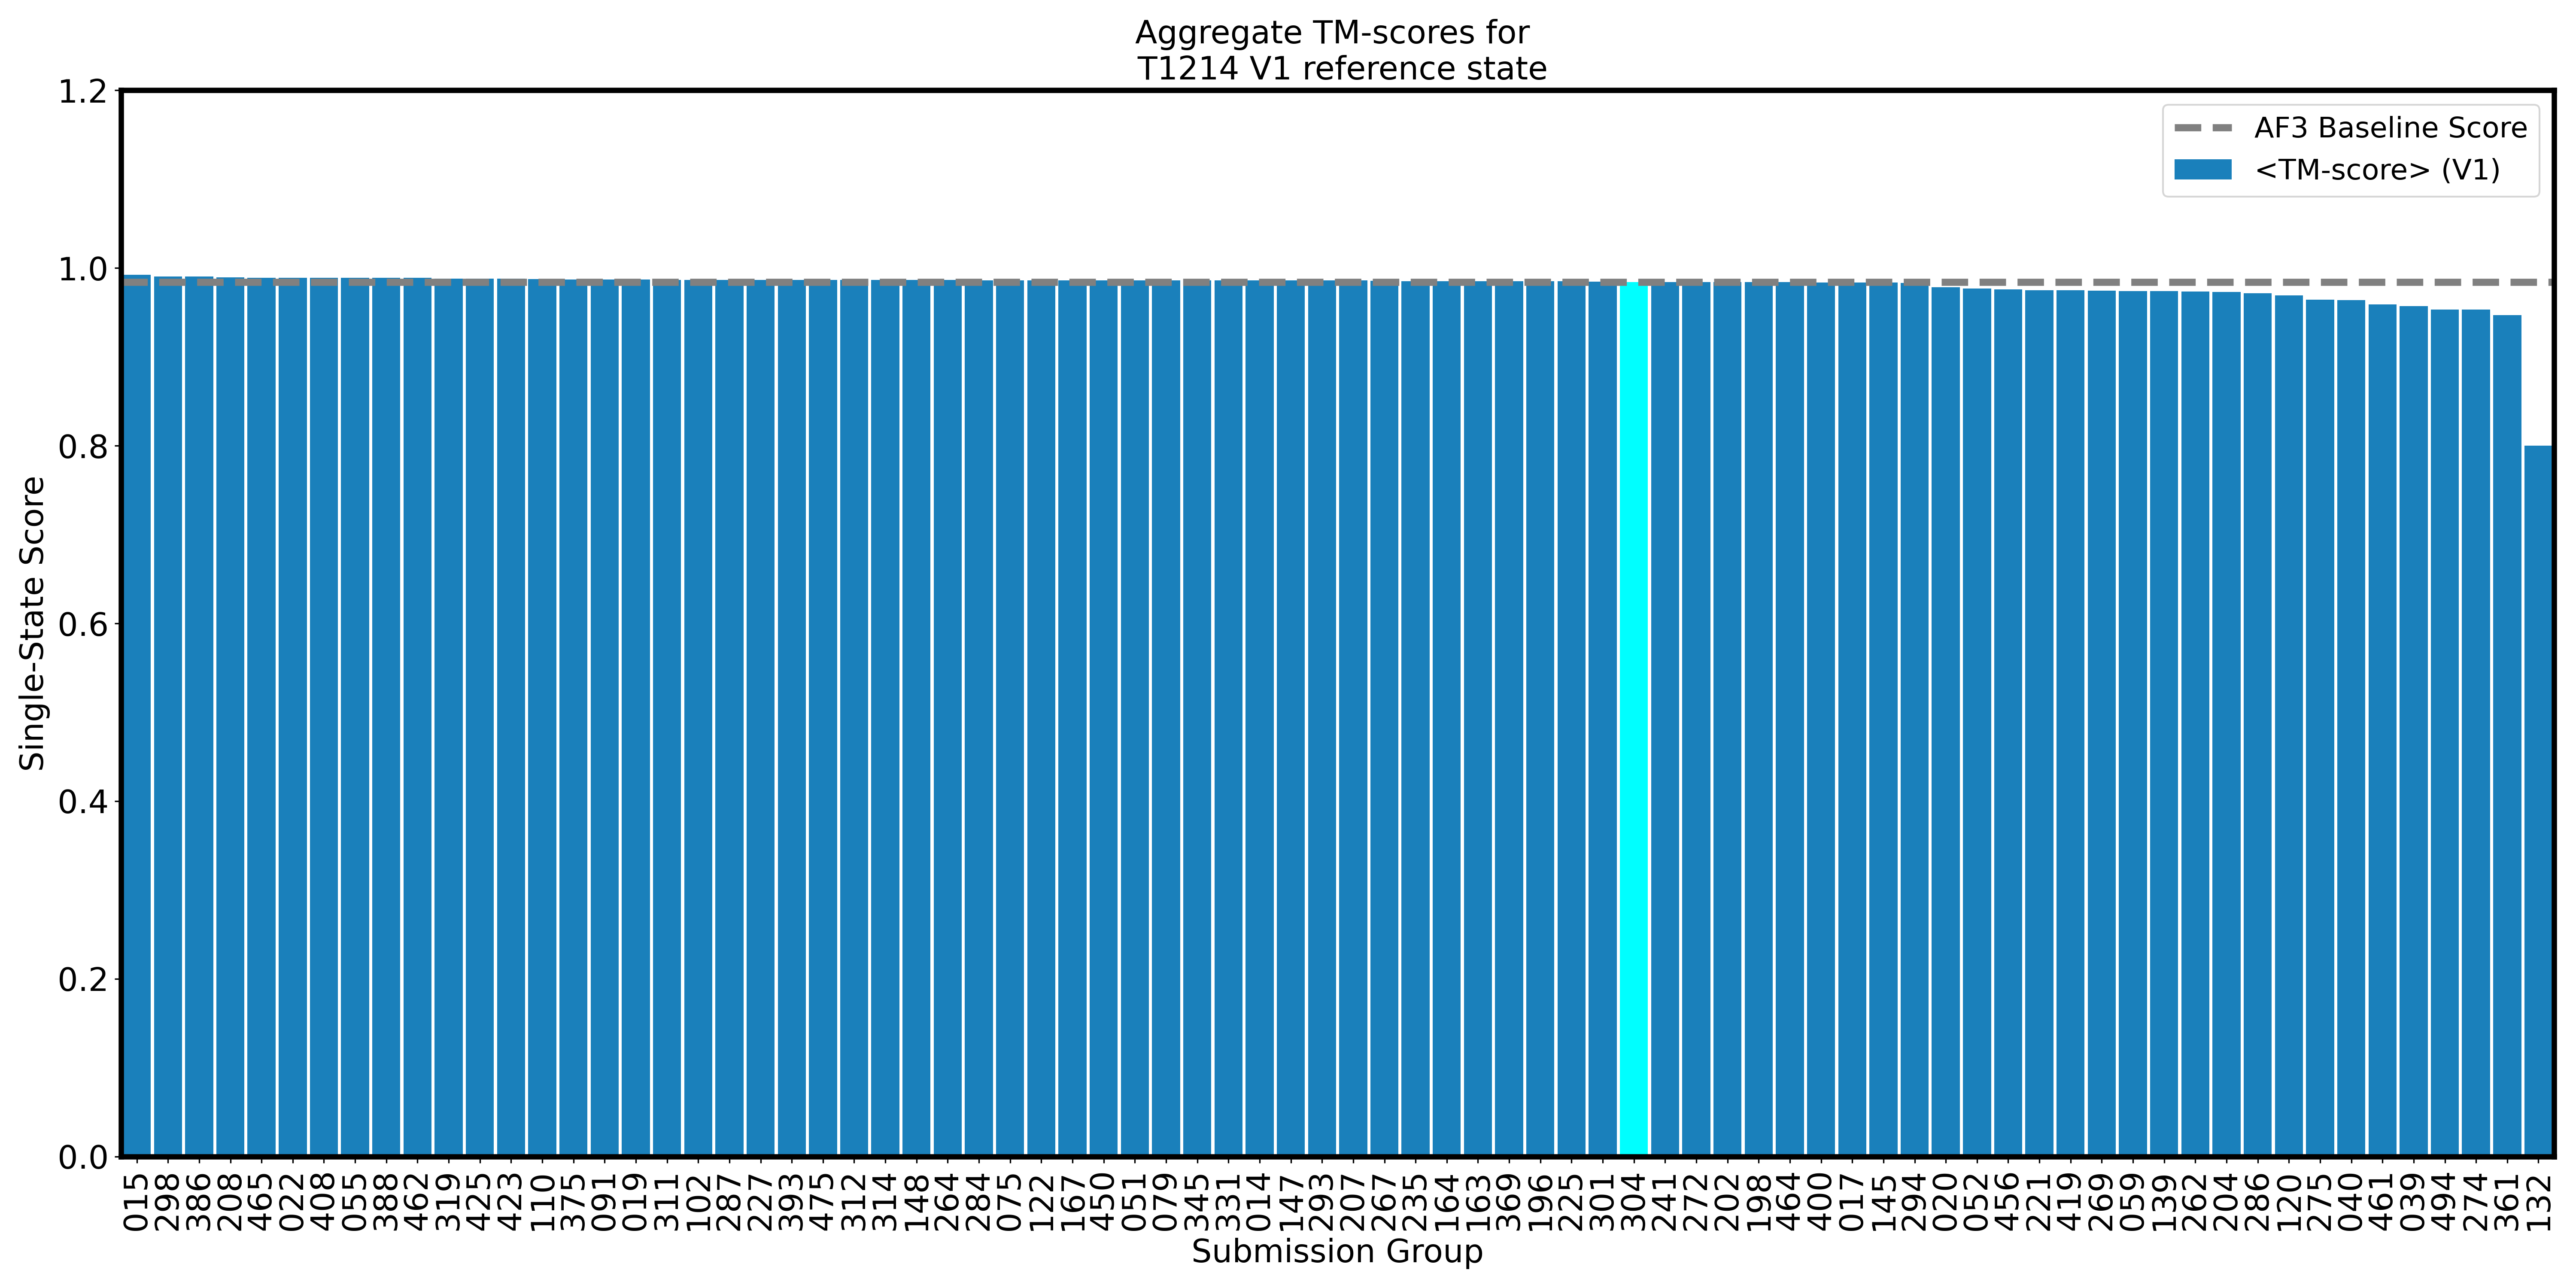 Aggregate TM-scores for
T1214 V1 reference state
1.2
1.0
0.8
0.6
0.4
0.2
0.0
Single-State Score
AF3 Baseline Score
<TM-score> (V1)
015 298 386 208 465 022 408 055 388 462 319 425 423 110 375 091 019 311 102 287 227 393 475 312 314 148 264 284 075 122 167 450 051 079 345 331 014 147 293 207 267 235 164 163 369 196 225 301 304 241 272 202 198 464 400 017 145 294 020 052 456 221 419 269 059 139 262 204 286 120 275 040 461 039 494 274 361 132
Submission Group